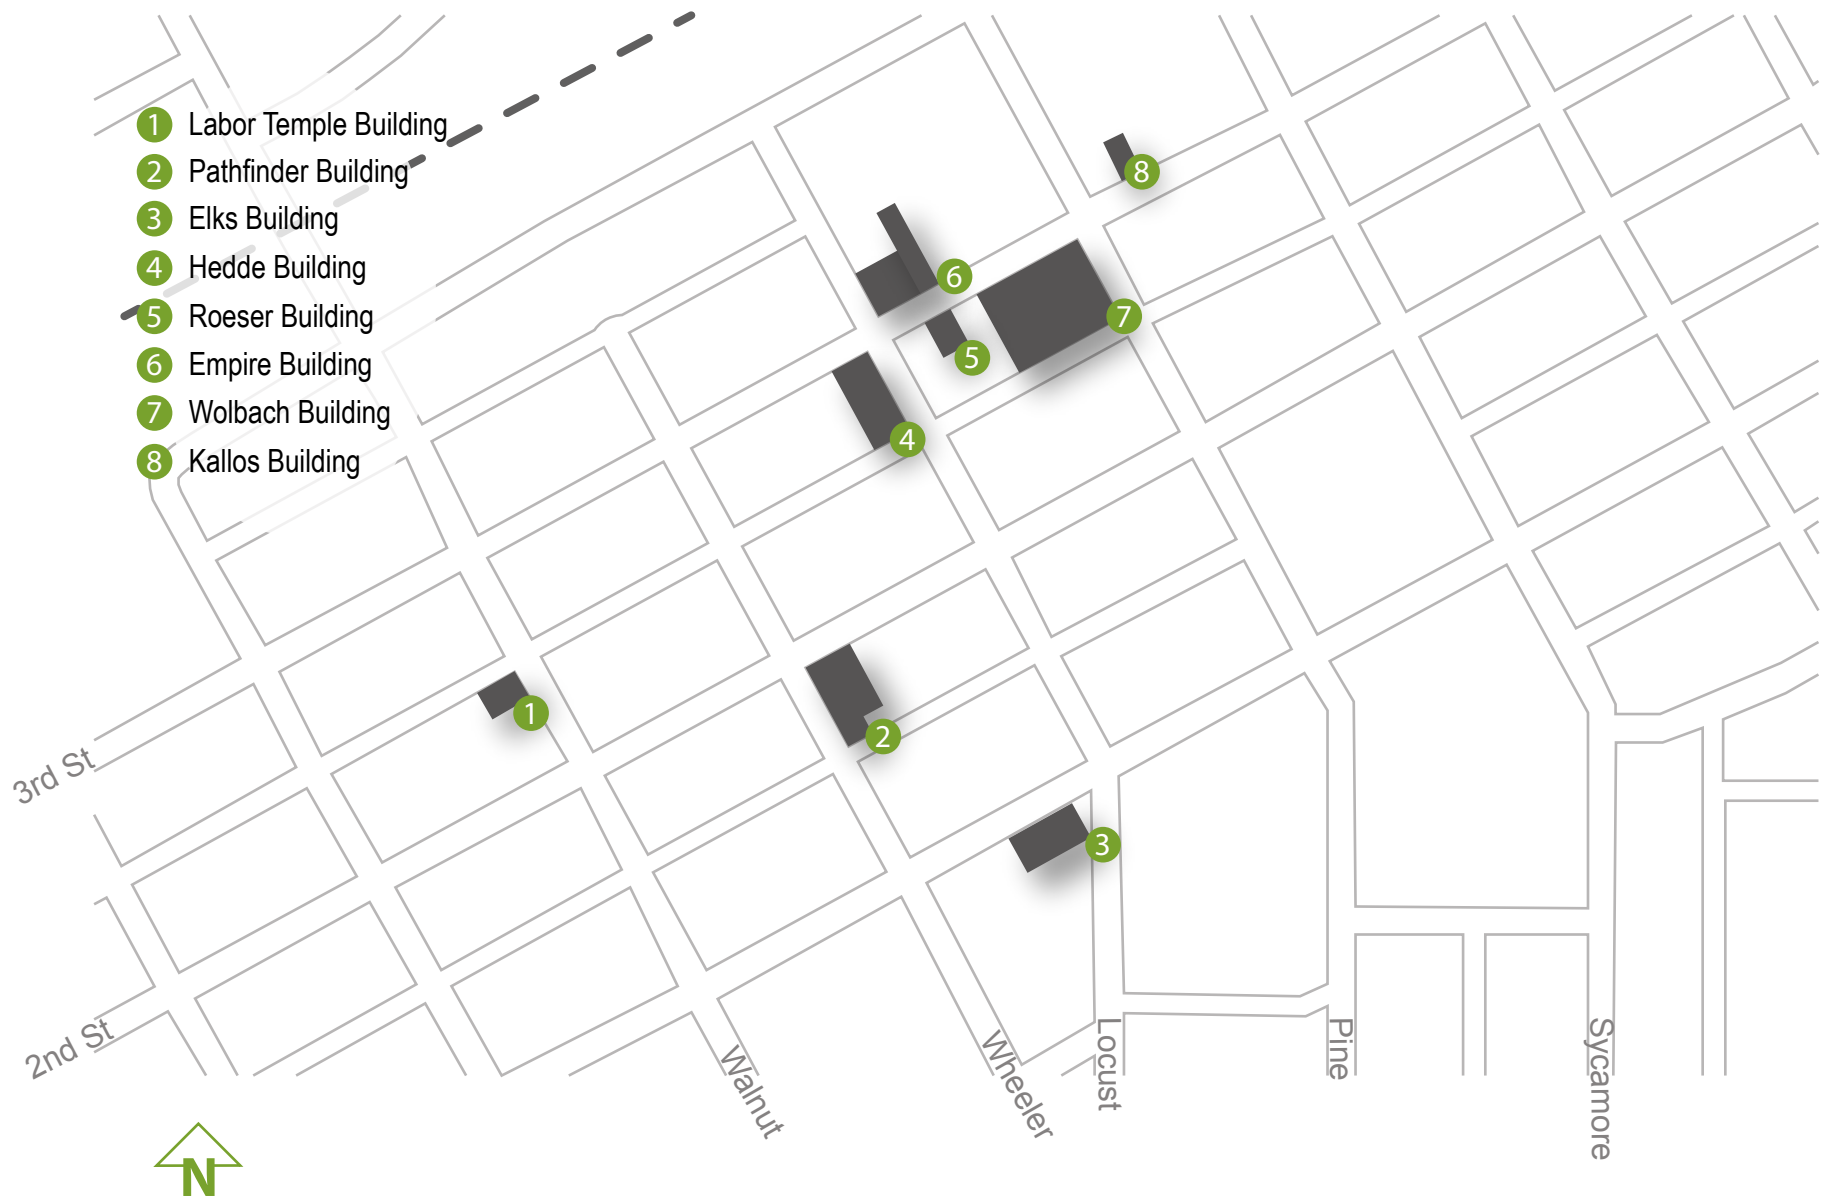 1 Labor Temple Building
2 Pathfinder Building
3 Elks Building
4 Hedde Building
5 Roeser Building
6 Empire Building
7 Wolbach Building
8 Kallos Building
8
6
7
5
4
1
2
3
3rd St
2nd St
Walnut
Wheeler
Locust
Pine
Sycamore
N